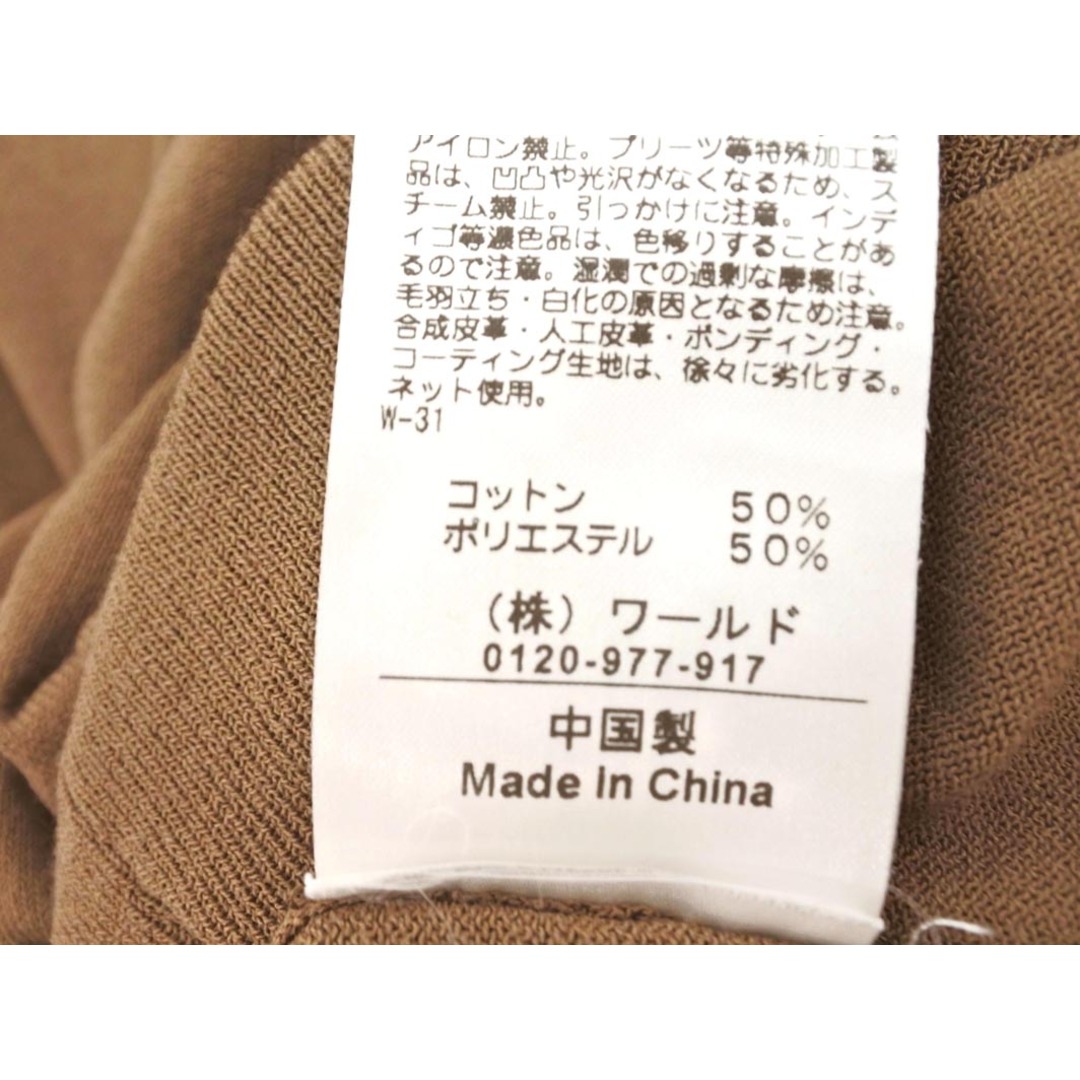 アイロン禁止。プリーツ等特殊加工製
品は、凹凸や光沢がなくなるため、ス
チーム禁止。引っかけに注意。インデ
ィゴ等濃色品は、色移りすることがあ
るので注意。湿潤での過剰な摩擦は、
毛羽立ち・白化の原因となるため注意。
合成皮革・人工皮革・ボンディング・
コーティング生地は、徐々に劣化する。
ネット使用。
W-31
コットン 50%
ポリエステル 50%
(株) ワールド
0120-977-917
中国製
Made In China